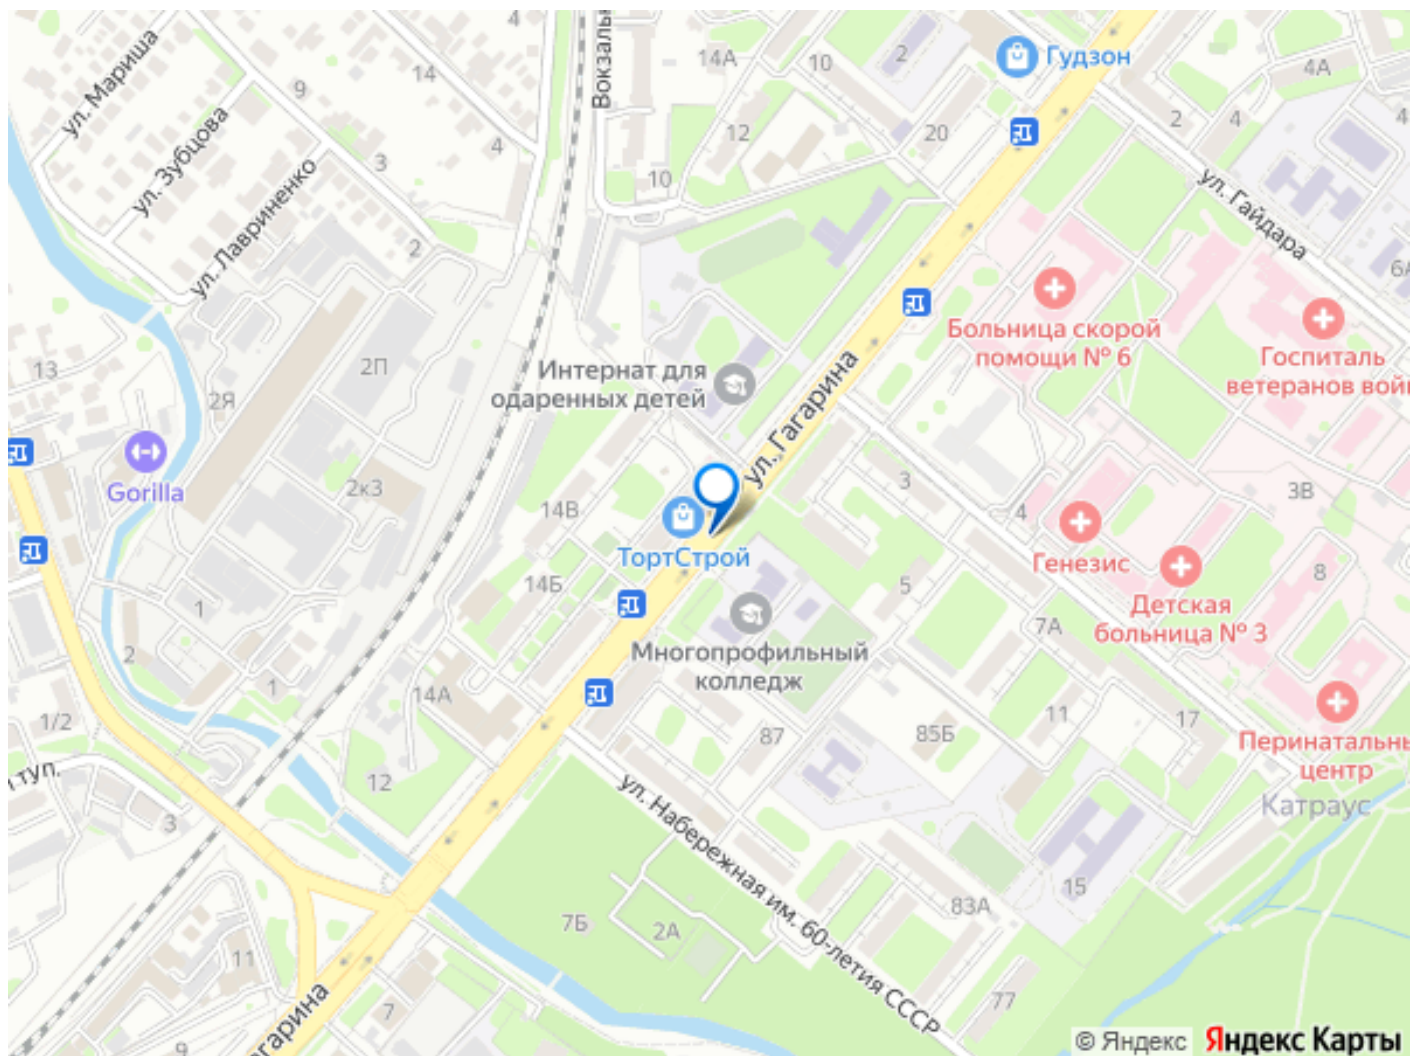 4
ул. Мариша
14
9
ул. Зубцова
3
4
ул. Лавриненко
2
14А
10
2
Гудзон
12
20
10
4А
2
4
4
ул. Гайдара
6А
Больница скорой
помощи № 6
Госпиталь
ветеранов вой
13
2П
2Я
Gorilla
2к3
Интернат для
одаренных детей
ул. Гагарина
14В
ТортСтрой
14Б
3
4
3В
Генезис
Детская
больница № 3
8
5
7А
1
2
1
1/2
14А
Многопрофильный
колледж
87
85Б
11
17
Перинатальны
центр
Катраус
туп.
3
12
ул. Набережная им. 60-летия СССР
7Б
2А
15
83А
77
11
7
9
агарина
© Яндекс
Яндекс Карты